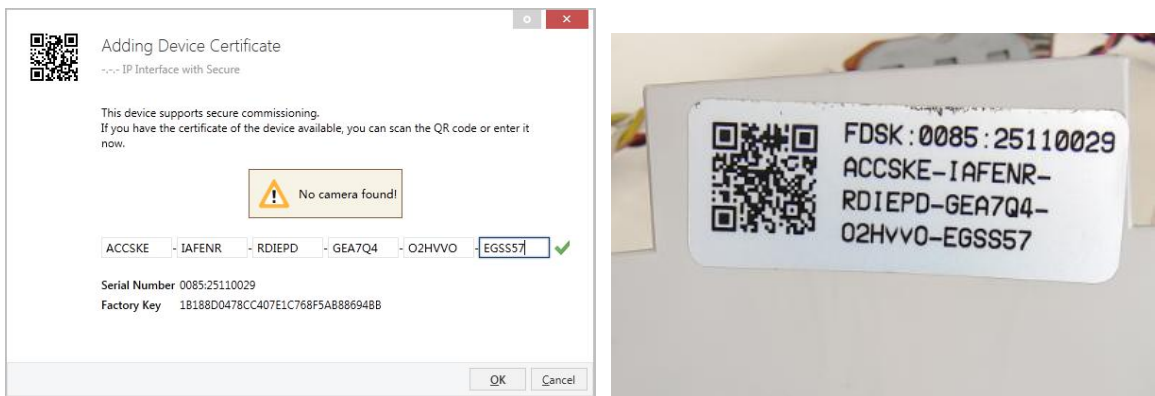 Adding Device Certificate
-.-.- IP Interface with Secure
This device supports secure commissioning.
If you have the certificate of the device available, you can scan the QR code or enter it
now.
No camera found!
ACCSKE - IAFENR - RDIEPD - GEA7Q4 - O2HVVO - EGSS57
Serial Number 0085:25110029
Factory Key 1B188D0478CC407E1C768F5AB88694BB
OK Cancel
FDSK:0085:25110029
ACCSKE-IAFENR-
RDIEPD-GEA7Q4-
O2HVVO-EGSS57